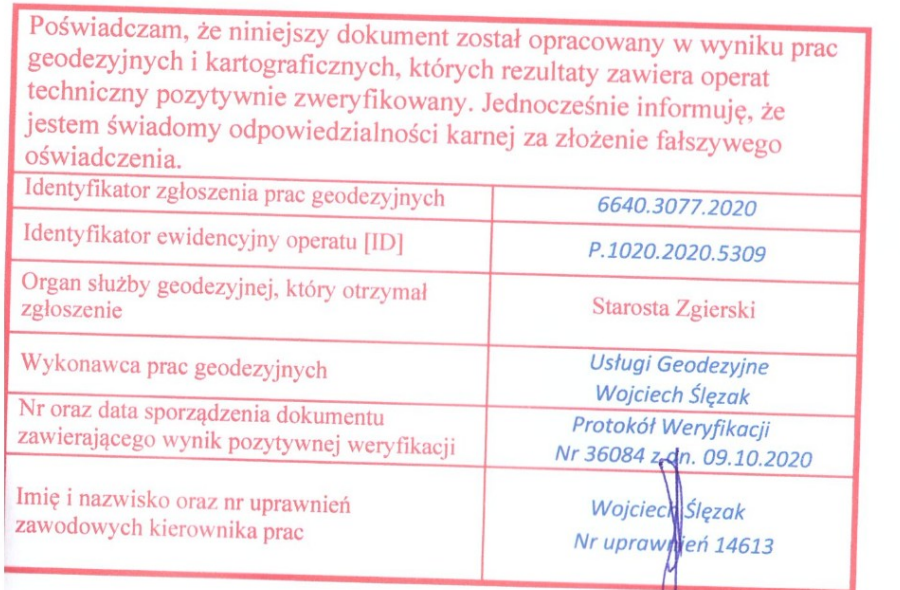 Poświadczam, że niniejszy dokument został opracowany w wyniku prac
geodezyjnych i kartograficznych, których rezultaty zawiera operat
techniczny pozytywnie zweryfikowany. Jednocześnie informuję, że
jestem świadomy odpowiedzialności karnej za złożenie fałszywego
oświadczenia.
Identyfikator zgłoszenia prac geodezyjnych
6640.3077.2020
Identyfikator ewidencyjny operatu [ID]
P.1020.2020.5309
Organ służby geodezyjnej, który otrzymał
zgłoszenie
Starosta Zgierski
Wykonawca prac geodezyjnych
Usługi Geodezyjne
Wojciech Ślęzak
Nr oraz data sporządzenia dokumentu
zawierającego wynik pozytywnej weryfikacji
Protokół Weryfikacji
Nr 36084 z dn. 09.10.2020
Imię i nazwisko oraz nr uprawnień
zawodowych kierownika prac
Wojciech Ślęzak
Nr uprawnień 14613